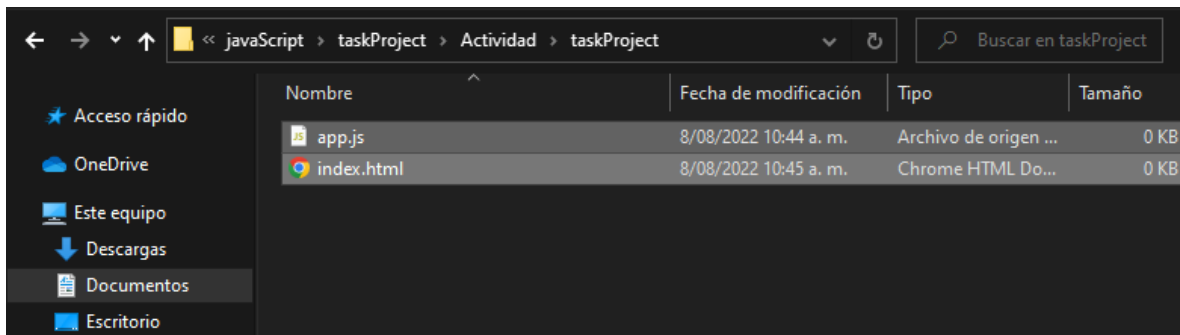 « javaScript › taskProject › Actividad › taskProject
Buscar en taskProject
Nombre Fecha de modificación Tipo Tamaño
Acceso rápido
JS app.js 8/08/2022 10:44 a. m. Archivo de origen ... 0 KB
OneDrive
index.html 8/08/2022 10:45 a. m. Chrome HTML Do... 0 KB
Este equipo
Descargas
Documentos
Escritorio